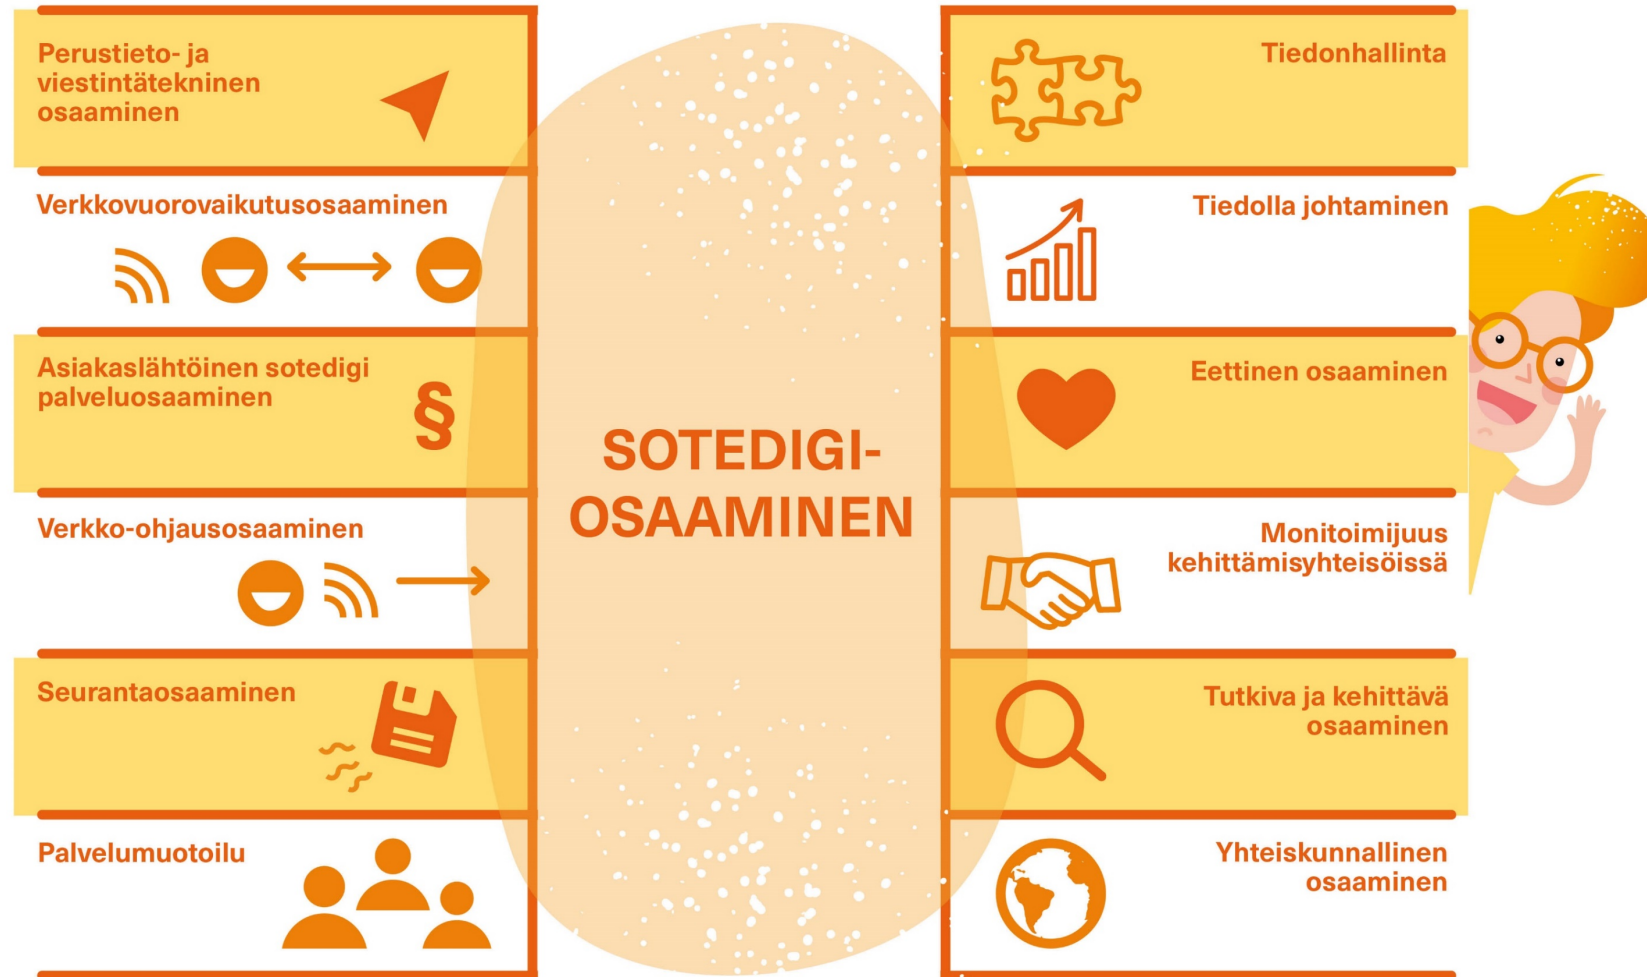 Perustieto- ja
viestintätekninen
osaaminen
Verkkovuorovaikutusosaaminen
Asiakaslähtöinen sotedigi
palveluosaaminen
§
Verkko-ohjausosaaminen
Seurantaosaaminen
Palvelumuotoilu
SOTEDIGI-
OSAAMINEN
Tiedonhallinta
Tiedolla johtaminen
Eettinen osaaminen
Monitoimijuus
kehittämisyhteisöissä
Tutkiva ja kehittävä
osaaminen
Yhteiskunnallinen
osaaminen